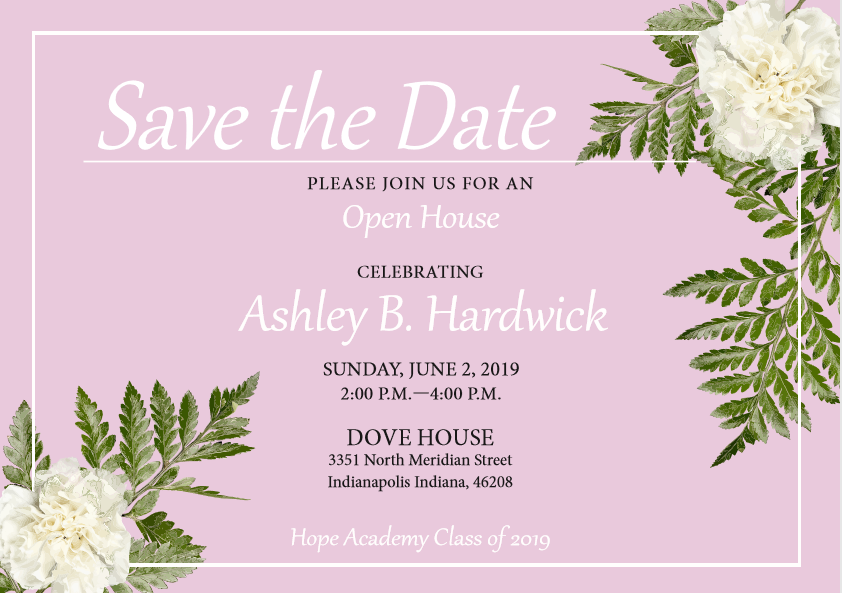 Save the Date
PLEASE JOIN US FOR AN
Open House
CELEBRATING
Ashley B. Hardwick
SUNDAY, JUNE 2, 2019
2:00 P.M.—4:00 P.M.
DOVE HOUSE
3351 North Meridian Street
Indianapolis Indiana, 46208
Hope Academy Class of 2019